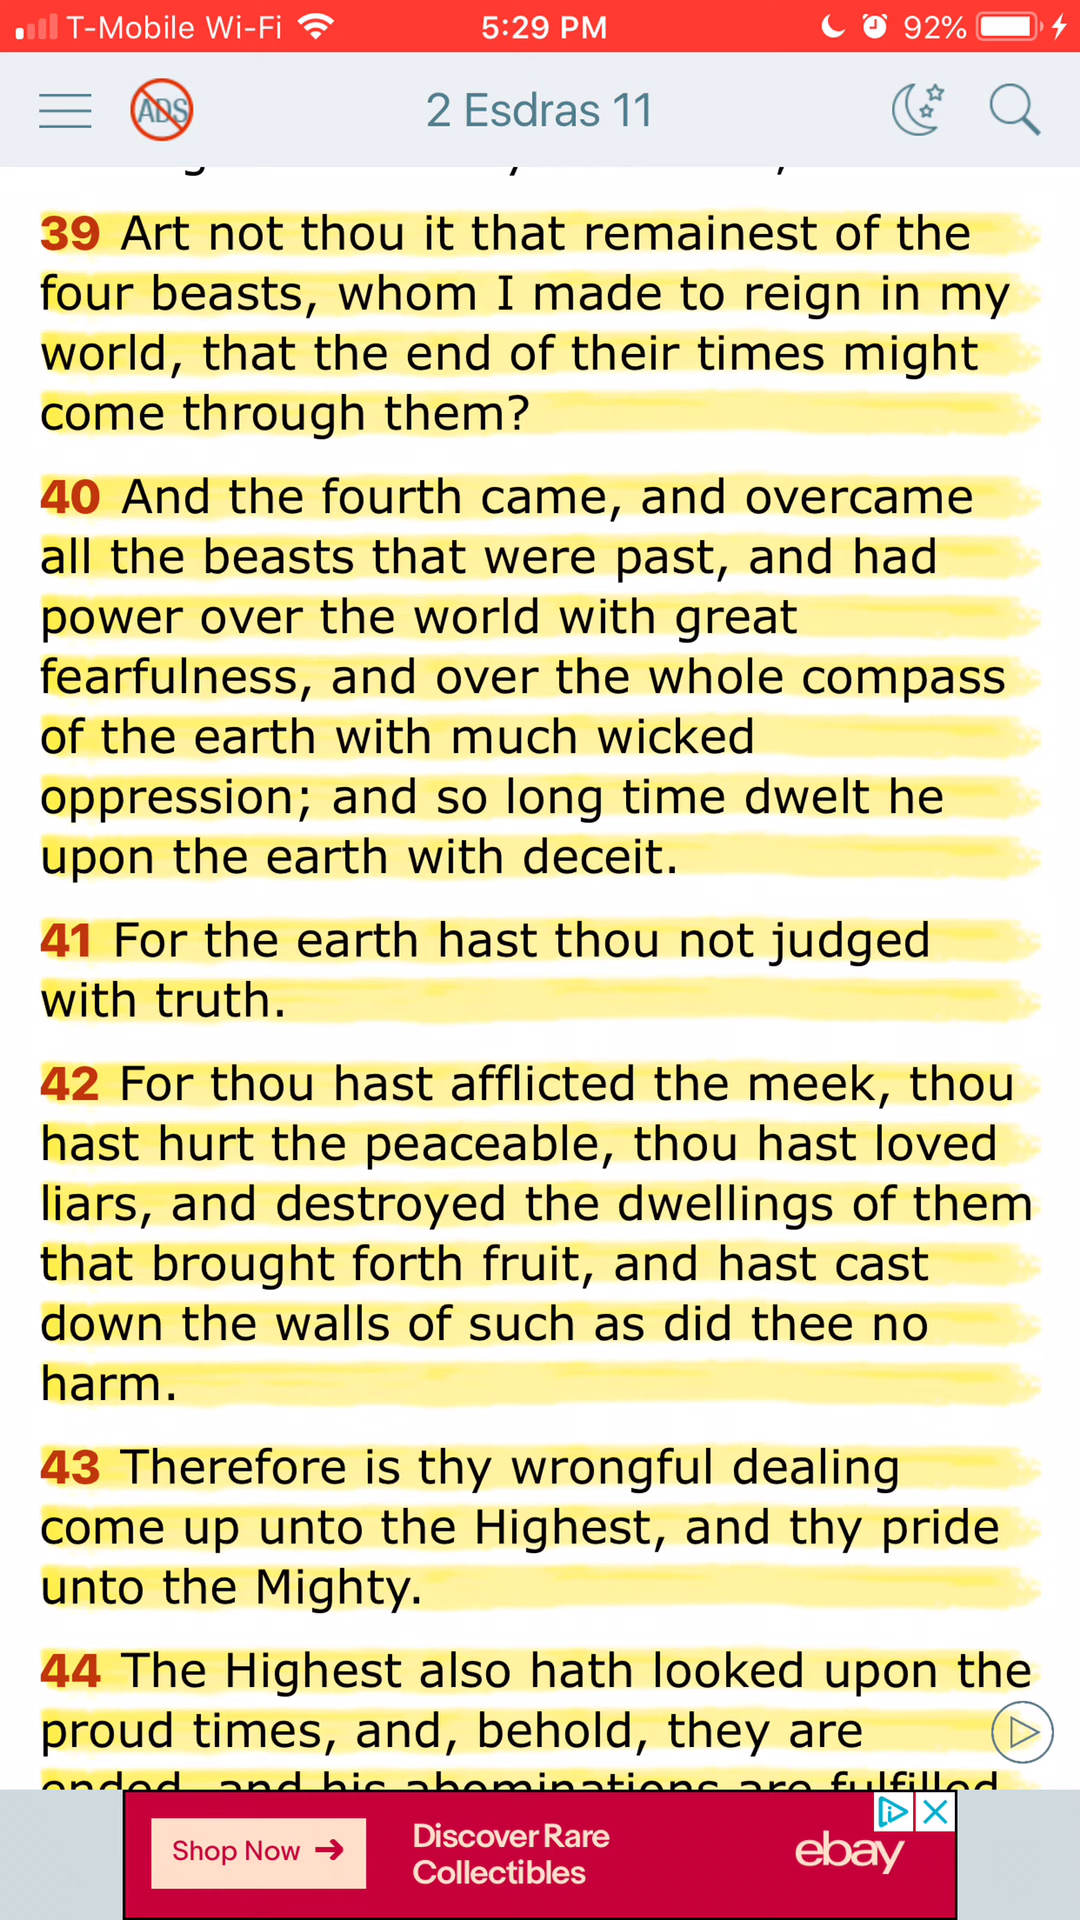 T-Mobile Wi-Fi 5:29 PM 92%
ADS 2 Esdras 11
39 Art not thou it that remainest of the
four beasts, whom I made to reign in my
world, that the end of their times might
come through them?
40 And the fourth came, and overcame
all the beasts that were past, and had
power over the world with great
fearfulness, and over the whole compass
of the earth with much wicked
oppression; and so long time dwelt he
upon the earth with deceit.
41 For the earth hast thou not judged
with truth.
42 For thou hast afflicted the meek, thou
hast hurt the peaceable, thou hast loved
liars, and destroyed the dwellings of them
that brought forth fruit, and hast cast
down the walls of such as did thee no
harm.
43 Therefore is thy wrongful dealing
come up unto the Highest, and thy pride
unto the Mighty.
44 The Highest also hath looked upon the
proud times, and, behold, they are
ended, and his abominations are fulfilled
Shop Now →
Discover Rare
Collectibles
ebay